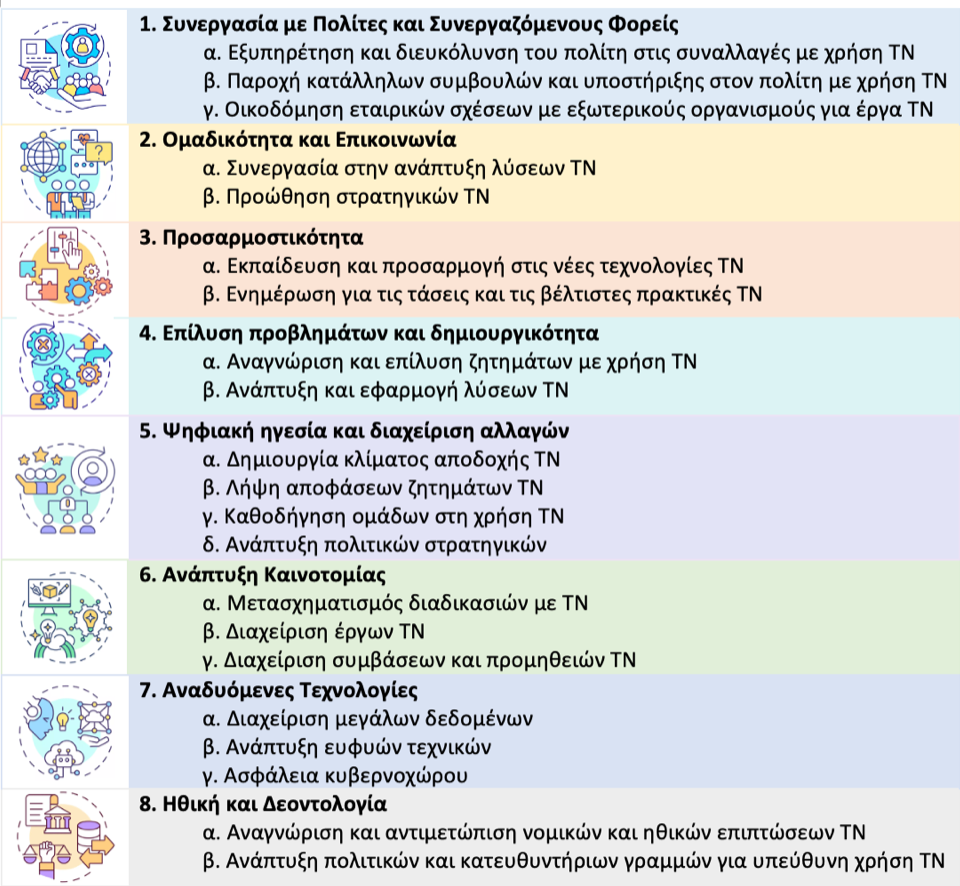 1. Συνεργασία με Πολίτες και Συνεργαζόμενους Φορείς
α. Εξυπηρέτηση και διευκόλυνση του πολίτη στις συναλλαγές με χρήση ΤΝ
β. Παροχή κατάλληλων συμβουλών και υποστήριξης στον πολίτη με χρήση ΤΝ
γ. Οικοδόμηση εταιρικών σχέσεων με εξωτερικούς οργανισμούς για έργα ΤΝ
2. Ομαδικότητα και Επικοινωνία
α. Συνεργασία στην ανάπτυξη λύσεων ΤΝ
β. Προώθηση στρατηγικών ΤΝ
3. Προσαρμοστικότητα
α. Εκπαίδευση και προσαρμογή στις νέες τεχνολογίες ΤΝ
β. Ενημέρωση για τις τάσεις και τις βέλτιστες πρακτικές ΤΝ
4. Επίλυση προβλημάτων και δημιουργικότητα
α. Αναγνώριση και επίλυση ζητημάτων με χρήση ΤΝ
β. Ανάπτυξη και εφαρμογή λύσεων ΤΝ
5. Ψηφιακή ηγεσία και διαχείριση αλλαγών
α. Δημιουργία κλίματος αποδοχής ΤΝ
β. Λήψη αποφάσεων ζητημάτων ΤΝ
γ. Καθοδήγηση ομάδων στη χρήση ΤΝ
δ. Ανάπτυξη πολιτικών στρατηγικών
6. Ανάπτυξη Καινοτομίας
α. Μετασχηματισμός διαδικασιών με ΤΝ
β. Διαχείριση έργων ΤΝ
γ. Διαχείριση συμβάσεων και προμηθειών ΤΝ
7. Αναδυόμενες Τεχνολογίες
α. Διαχείριση μεγάλων δεδομένων
β. Ανάπτυξη ευφυών τεχνικών
γ. Ασφάλεια κυβερνοχώρου
8. Ηθική και Δεοντολογία
α. Αναγνώριση και αντιμετώπιση νομικών και ηθικών επιπτώσεων ΤΝ
β. Ανάπτυξη πολιτικών και κατευθυντήριων γραμμών για υπεύθυνη χρήση ΤΝ